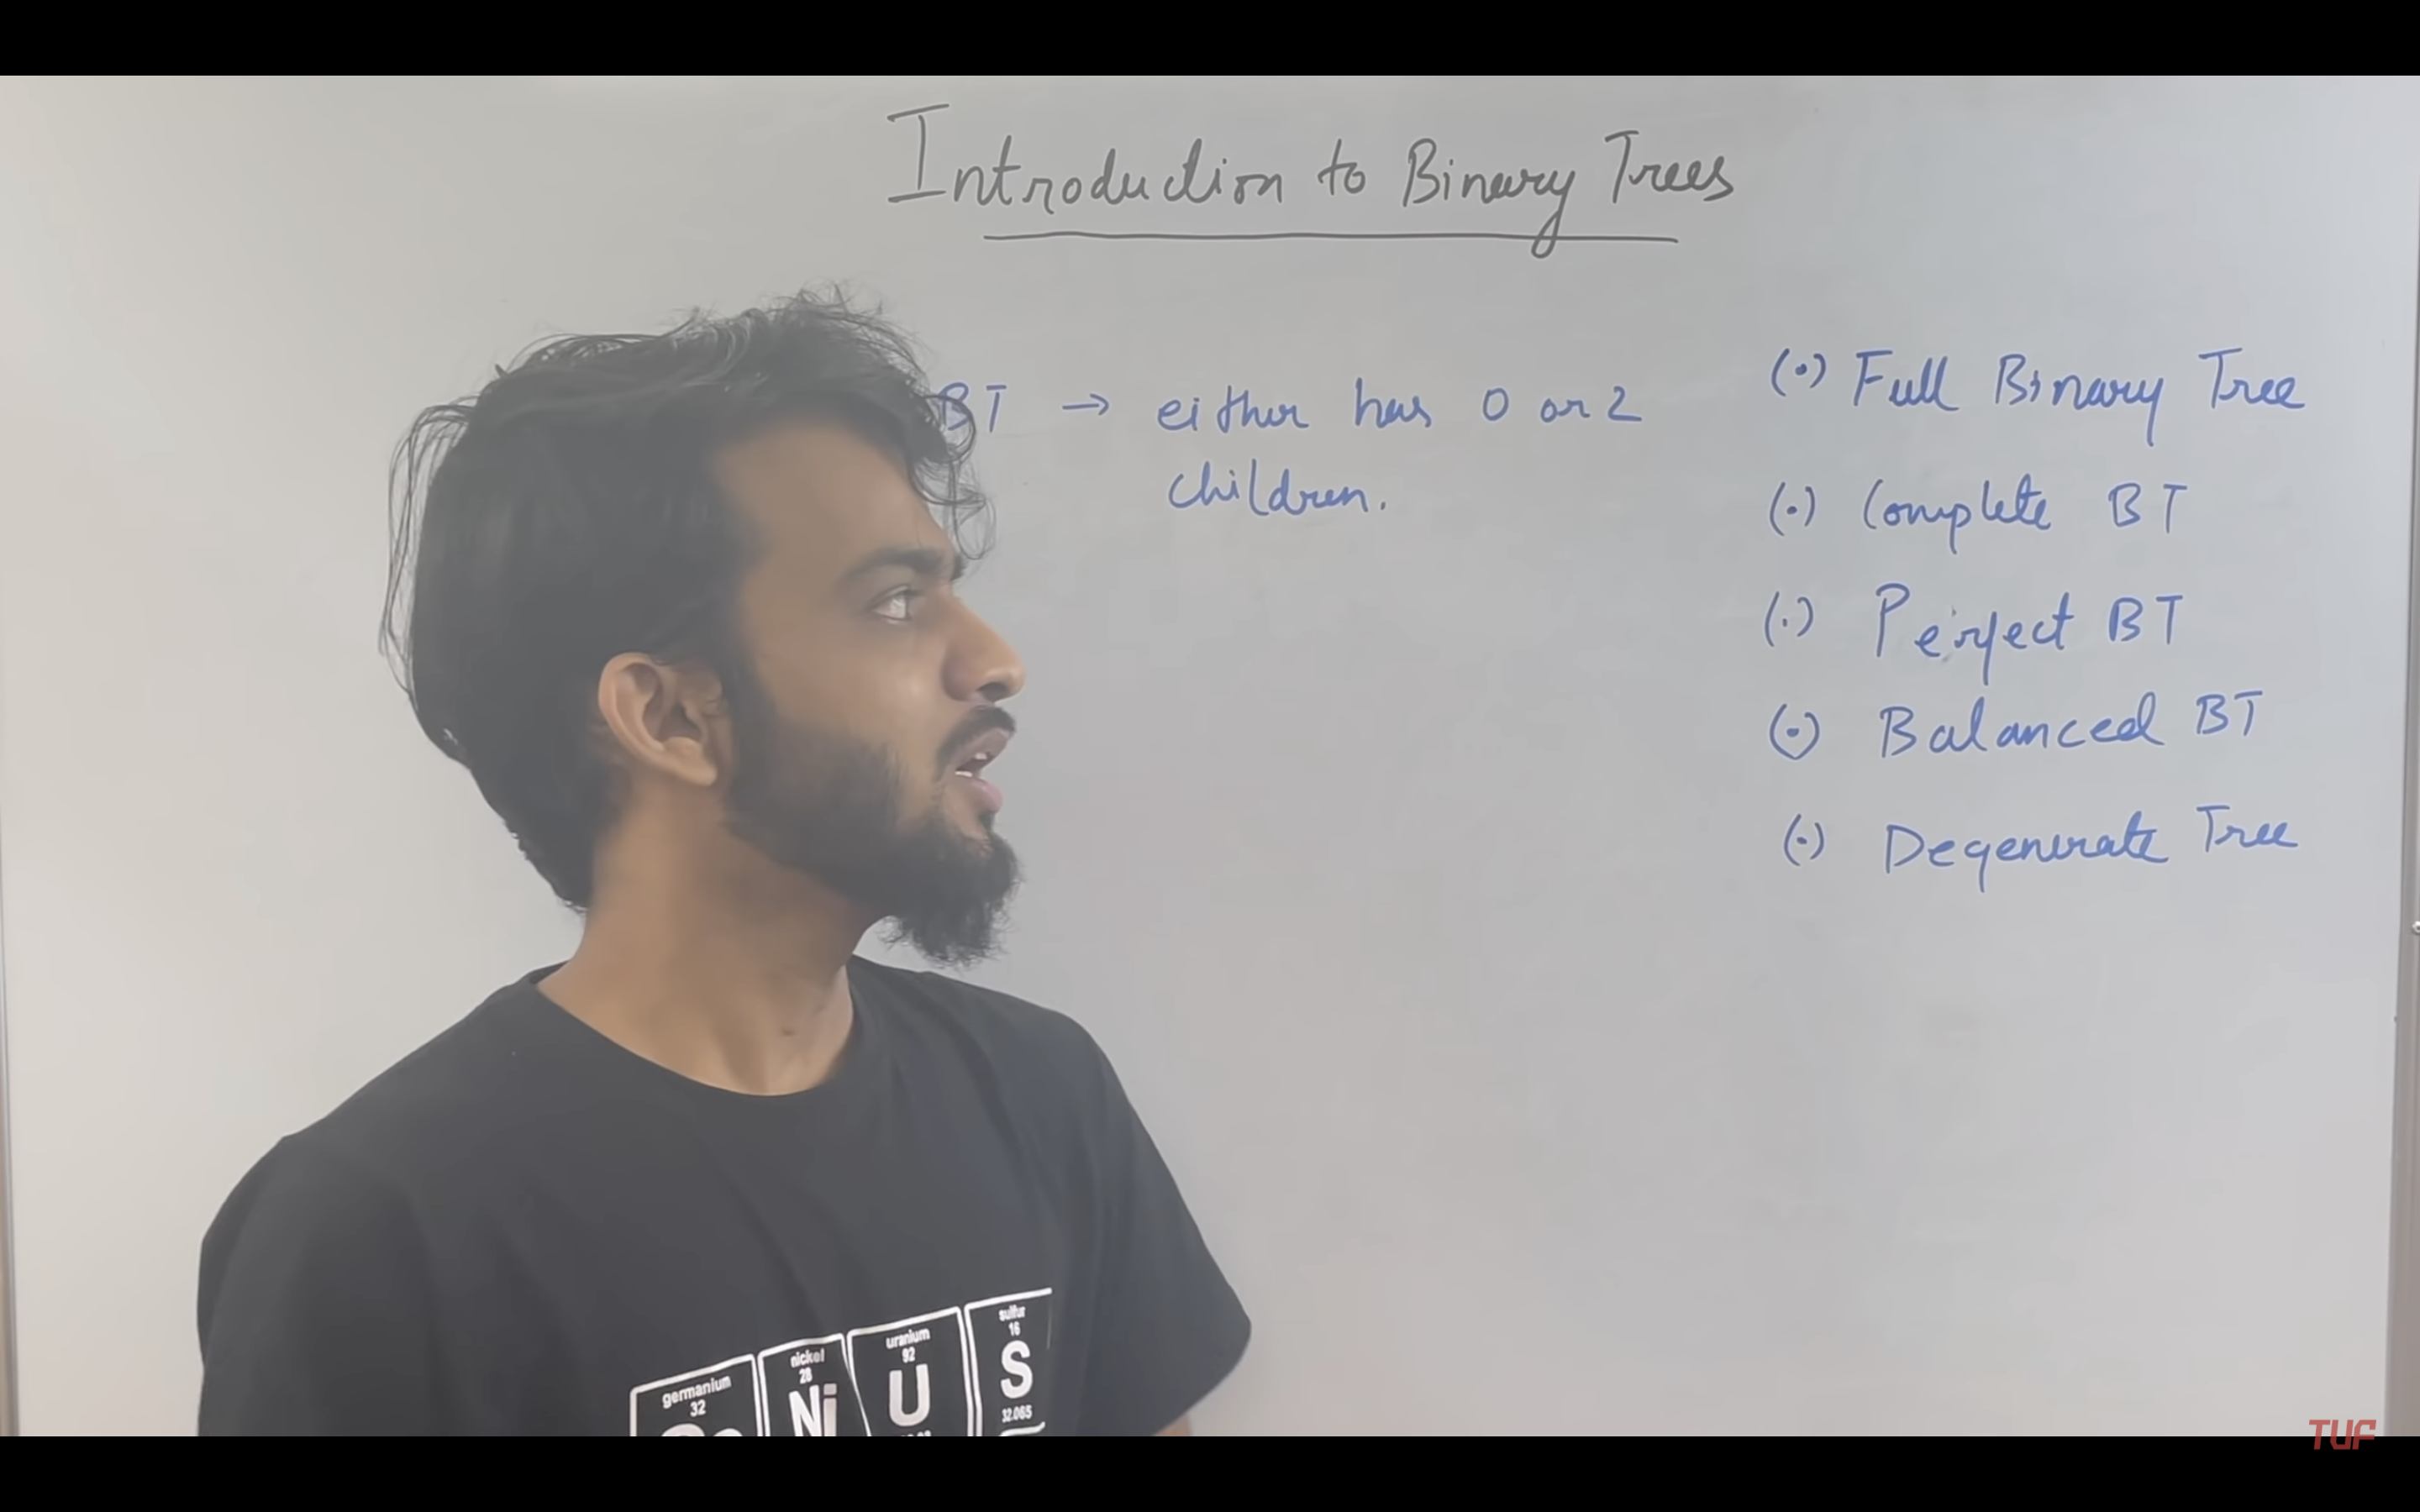 Introduction to Binary Trees
BT → either has 0 or 2
children.
(•) Full Binary Tree
(•) Complete BT
(•) Perfect BT
(•) Balanced BT
(•) Degenerate Tree
germanium
32
nickel
28
Ni
uranium
92
U
sulfur
16
S
32.065
TUF